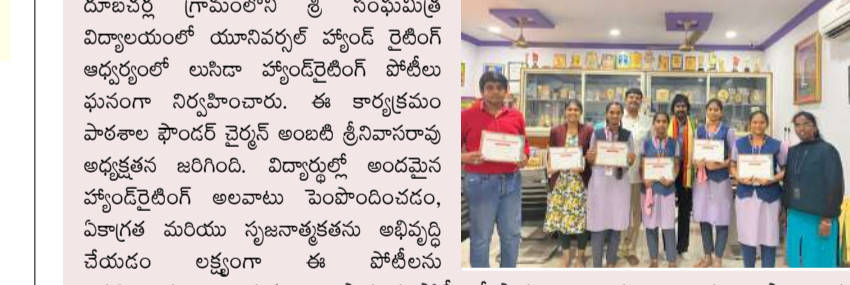 దూబచర్ల గ్రామంలోని శ్రీ సంఘమిత్ర
విద్యాలయంలో యూనివర్సల్ హ్యాండ్ రైటింగ్
ఆధ్వర్యంలో లుసిడా హ్యాండ్‌రైటింగ్ పోటీలు
ఘనంగా నిర్వహించారు. ఈ కార్యక్రమం
పాఠశాల ఫౌండర్ చైర్మన్ అంబటి శ్రీనివాసరావు
అధ్యక్షతన జరిగింది. విద్యార్థుల్లో అందమైన
హ్యాండ్‌రైటింగ్ అలవాటు పెంపొందించడం,
ఏకాగ్రత మరియు సృజనాత్మకతను అభివృద్ధి
చేయడం లక్ష్యంగా ఈ పోటీలను